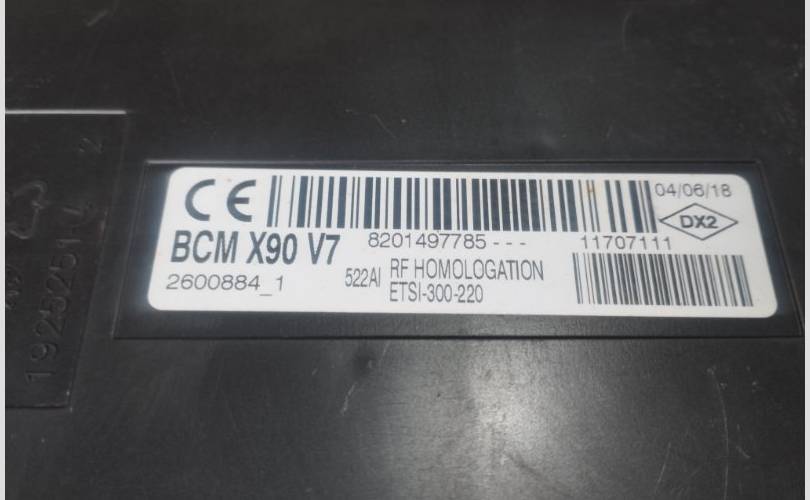 CE
04/06/18
DX2
BCM X90 V7
8201497785---
11707111
2600884_1
522AI
RF HOMOLOGATION
ETSI-300-220